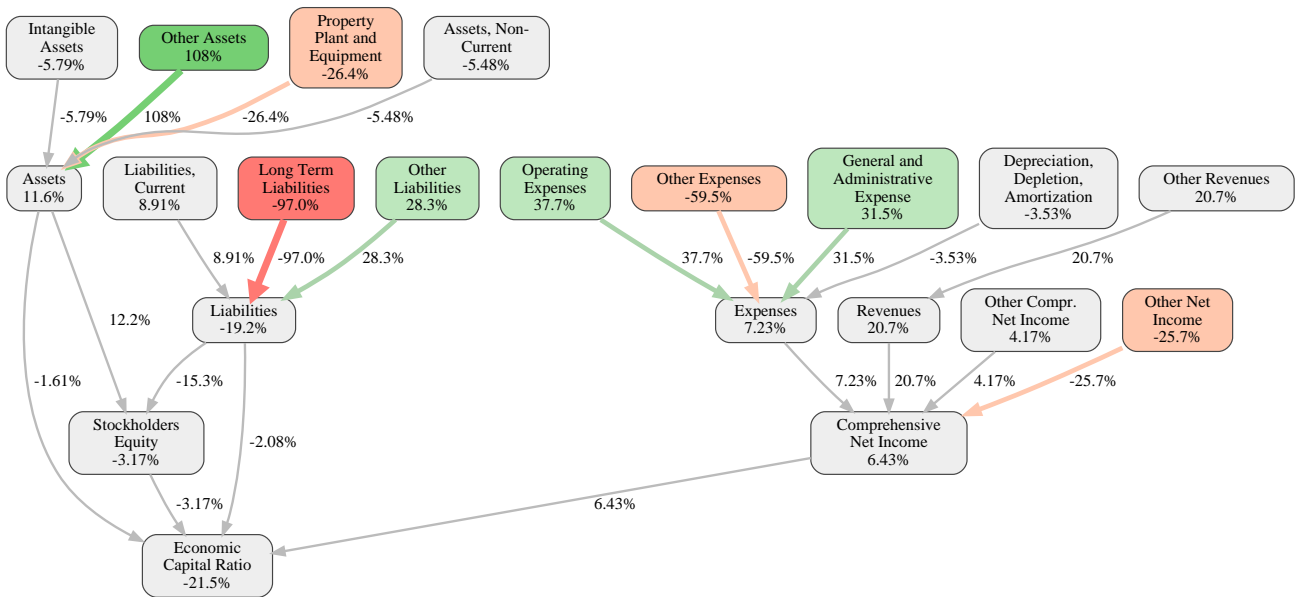 Intangible
Assets
-5.79%
Other Assets
108%
Property
Plant and
Equipment
-26.4%
Assets, Non-
Current
-5.48%
-5.79%
108%
-26.4%
-5.48%
Assets
11.6%
Liabilities,
Current
8.91%
Long Term
Liabilities
-97.0%
Other
Liabilities
28.3%
Operating
Expenses
37.7%
Other Expenses
-59.5%
General and
Administrative
Expense
31.5%
Depreciation,
Depletion,
Amortization
-3.53%
Other Revenues
20.7%
8.91%
-97.0%
28.3%
37.7%
-59.5%
31.5%
-3.53%
20.7%
Liabilities
-19.2%
Expenses
7.23%
Revenues
20.7%
Other Compr.
Net Income
4.17%
Other Net
Income
-25.7%
12.2%
-1.61%
-15.3%
7.23%
20.7%
4.17%
-25.7%
Stockholders
Equity
-3.17%
-2.08%
Comprehensive
Net Income
6.43%
-3.17%
6.43%
Economic
Capital Ratio
-21.5%